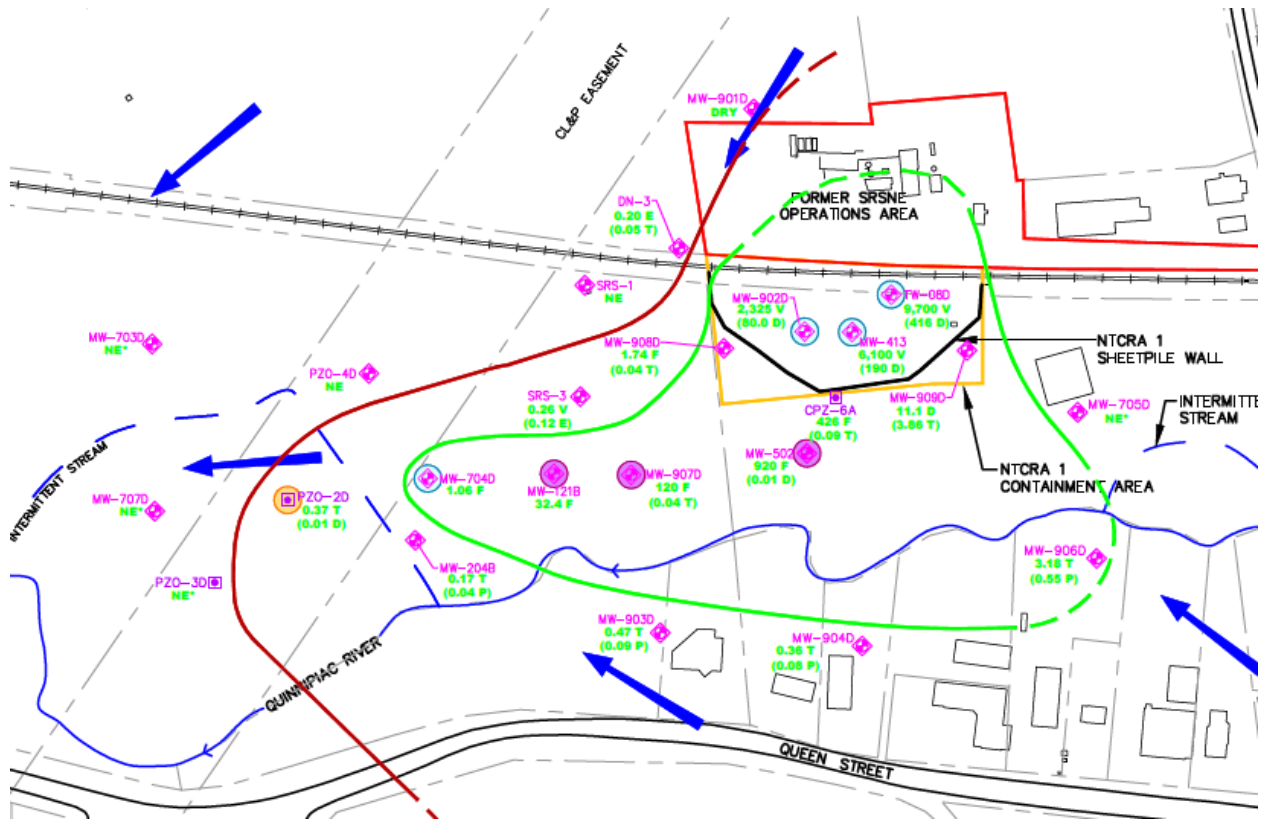 CL&P EASEMENT
MW-901D
DRY
FORMER SRSNE
OPERATIONS AREA
DN-3
0.20 E
(0.05 T)
SRS-1
NE
MW-902D
2,325 V
(80.0 D)
9,700 V
(416 D)
MW-703D
NE*
MW-908D
1.74 F
(0.04 T)
MW-413
6,100 V
(190 D)
NTCRA 1
SHEETPILE WALL
PZO-4D
NE
SRS-3
0.26 V
(0.12 E)
MW-909D
11.1 D
(3.86 T)
CPZ-6A
426 F
(0.09 T)
MW-705D
NE*
STREAM
INTERMITTENT STREAM
MW-704D
1.06 F
MW-121B
32.4 F
MW-907D
120 F
(0.04 T)
MW-502
920 F
(0.01 D)
NTCRA 1
CONTAINMENT AREA
MW-707D
NE*
PZO-2D
0.37 T
(0.01 D)
MW-204B
0.17 T
(0.04 P)
MW-906D
3.18 T
(0.55 P)
PZO-3D
NE*
MW-903D
0.47 T
(0.09 P)
MW-904D
0.36 T
QUINNIPIAC RIVER
QUEEN STREET